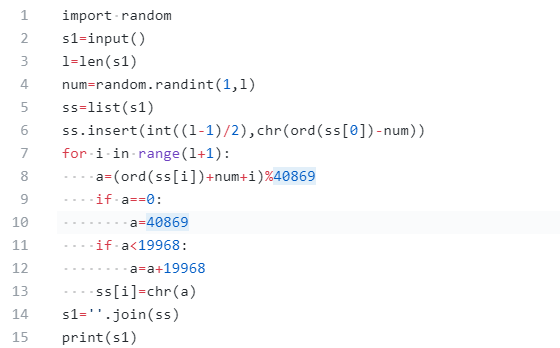 1 import random
2 s1=input()
3 l=len(s1)
4 num=random.randint(1,l)
5 ss=list(s1)
6 ss.insert(int((l-1)/2),chr(ord(ss[0])-num))
7 for·i·in·range(l+1):
8 ····a=(ord(ss[i])+num+i)%40869
9 ····if·a==0:
10 ········a=40869
11 ····if·a<19968:
12 ········a=a+19968
13 ····ss[i]=chr(a)
14 s1=''.join(ss)
15 print(s1)